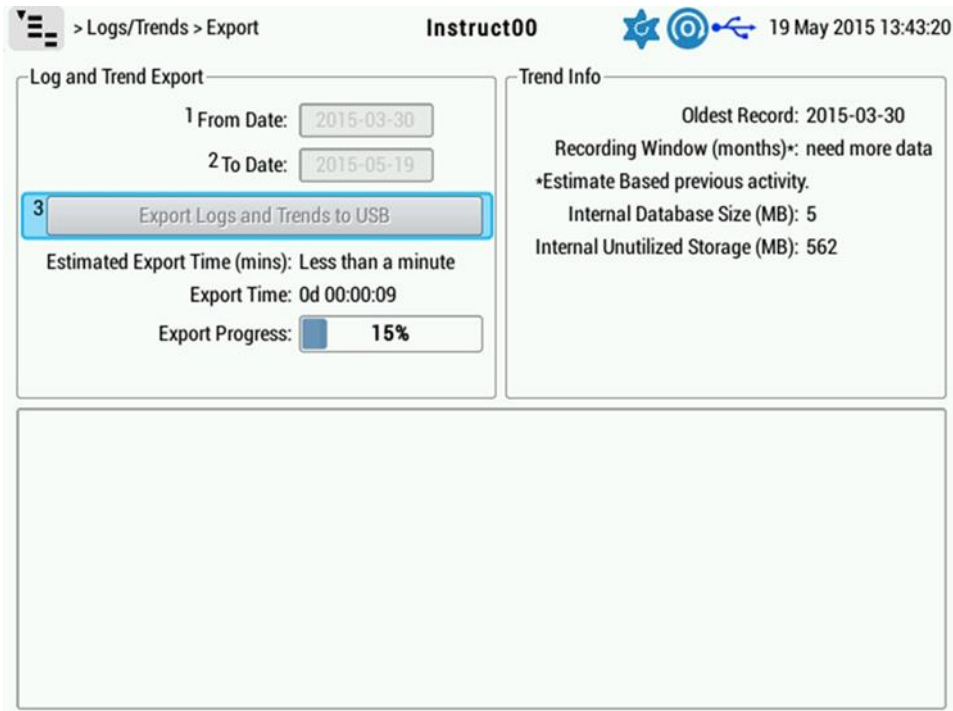 > Logs/Trends > Export
Instruct00
19 May 2015 13:43:20
Log and Trend Export
1 From Date: 2015-03-30
2 To Date: 2015-05-19
3 Export Logs and Trends to USB
Estimated Export Time (mins): Less than a minute
Export Time: 0d 00:00:09
Export Progress: 15%
Trend Info
Oldest Record: 2015-03-30
Recording Window (months)*: need more data
*Estimate Based previous activity.
Internal Database Size (MB): 5
Internal Unutilized Storage (MB): 562